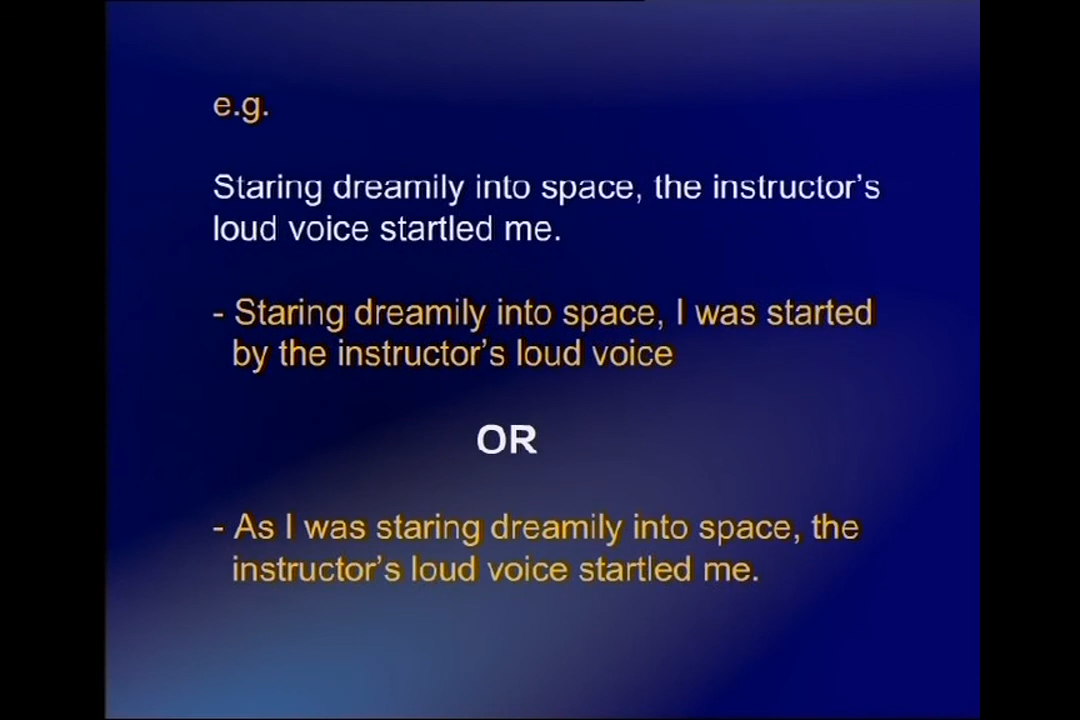 e.g.
Staring dreamily into space, the instructor's
loud voice startled me.
- Staring dreamily into space, I was started
by the instructor's loud voice
OR
- As I was staring dreamily into space, the
instructor's loud voice startled me.